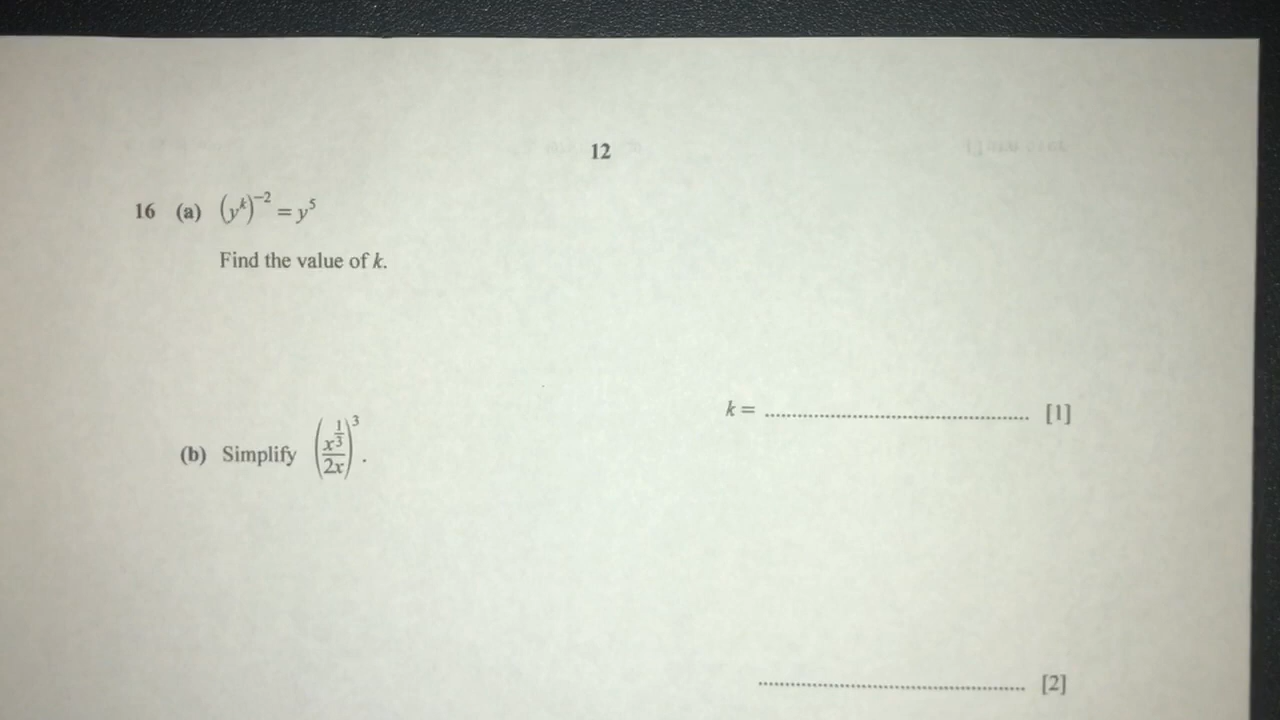 12
16 (a) (y^k)^{-2} = y^5
Find the value of k.
k = ................................................ [1]
(b) Simplify (x^{1/3}/2x)^3.
................................................ [2]